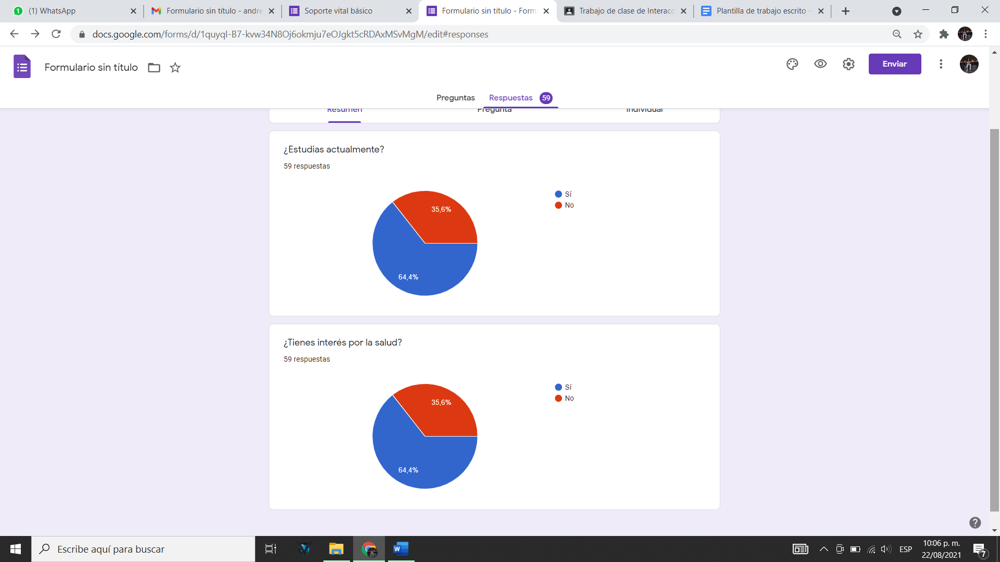 (1) WhatsApp
Formulario sin título - andre
Soporte vital básico
Formulario sin título - Form
Trabajo de clase de Interacc
Plantilla de trabajo escrito -
docs.google.com/forms/d/1quyqI-B7-kvw34N8Oj6okmju7eOJgkt5cRDAxMSvMgM/edit#responses
Formulario sin título
Enviar
Preguntas
Respuestas 59
Resumen
Pregunta
Individual
¿Estudias actualmente?
59 respuestas
Sí
No
35,6%
64,4%
¿Tienes interés por la salud?
59 respuestas
Sí
No
35,6%
64,4%
Escribe aquí para buscar
ESP
10:06 p. m.
22/08/2021
7